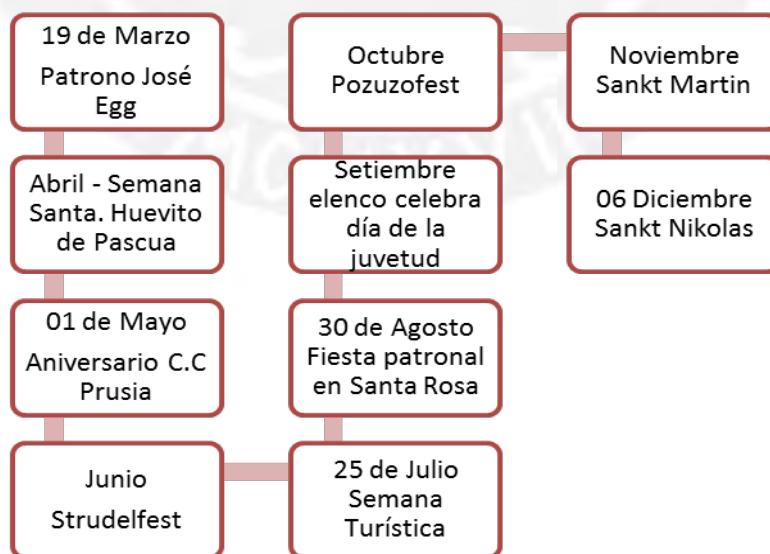 19 de Marzo
Patrono José
Egg
Abril - Semana
Santa. Huevito
de Pascua
01 de Mayo
Aniversario C.C
Prusia
Junio
Strudelfest
25 de Julio
Semana
Turística
30 de Agosto
Fiesta patronal
en Santa Rosa
Setiembre
elenco celebra
día de la
juvetud
Octubre
Pozuzofest
Noviembre
Sankt Martin
06 Diciembre
Sankt Nikolas